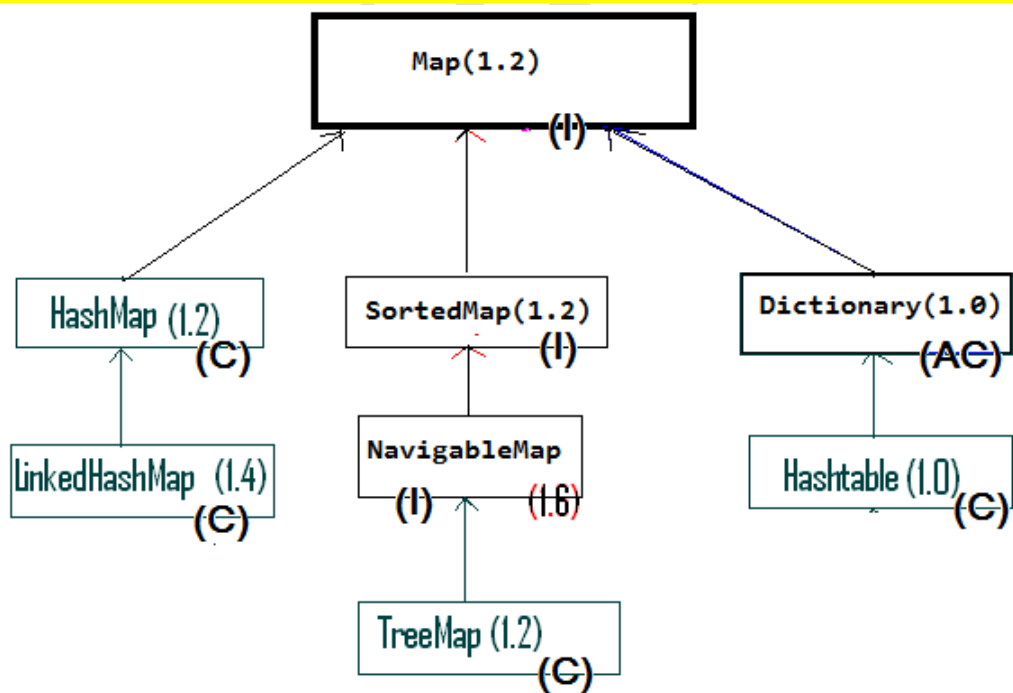 Map(1.2)
(I)
HashMap (1.2)
(C)
SortedMap(1.2)
(I)
Dictionary(1.0)
(AC)
LinkedHashMap (1.4)
(C)
NavigableMap
(I) (1.6)
Hashtable (1.0)
(C)
TreeMap (1.2)
(C)